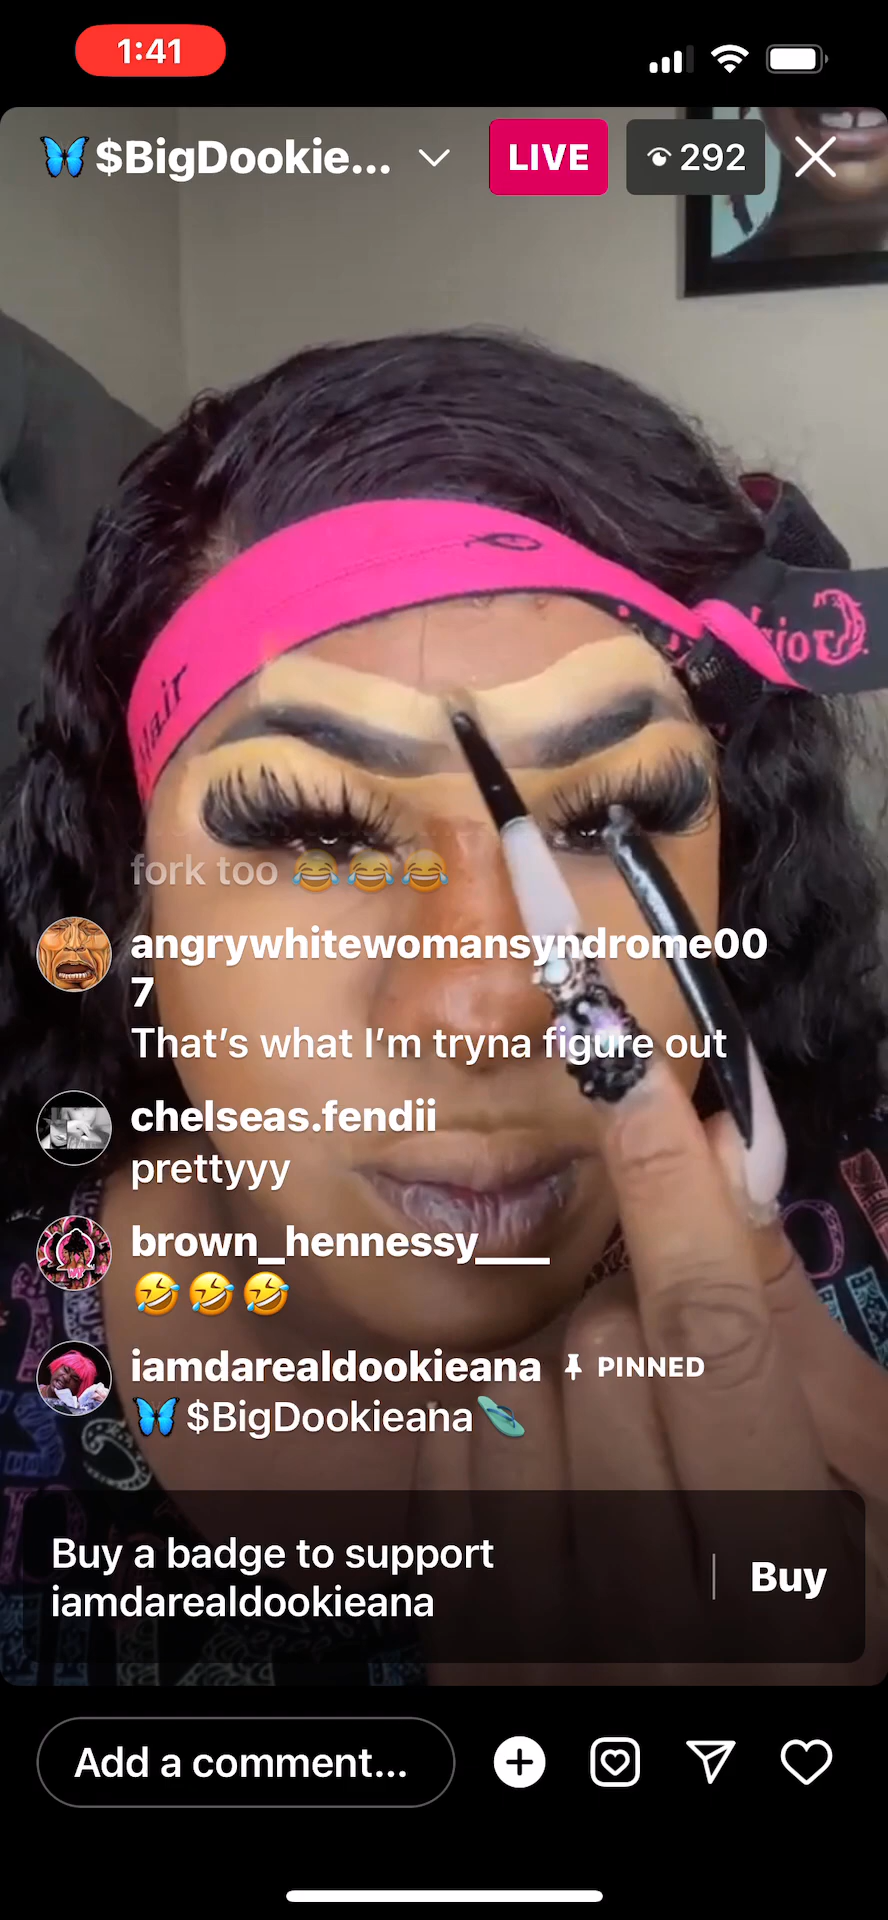 1:41
🦋 $BigDookie...
LIVE
292
Hair
fork too 😂😂😂
angrywhitewomansyndrome00
7
That's what I'm tryna figure out
chelseas.fendii
prettyyy
brown_hennessy___
🤣🤣🤣
iamdarealdookieana PINNED
🦋 $BigDookieana🩴
Buy a badge to support
iamdarealdookieana
Buy
Add a comment...